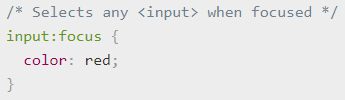 /* Selects any <input> when focused */
input:focus {
  color: red;
}